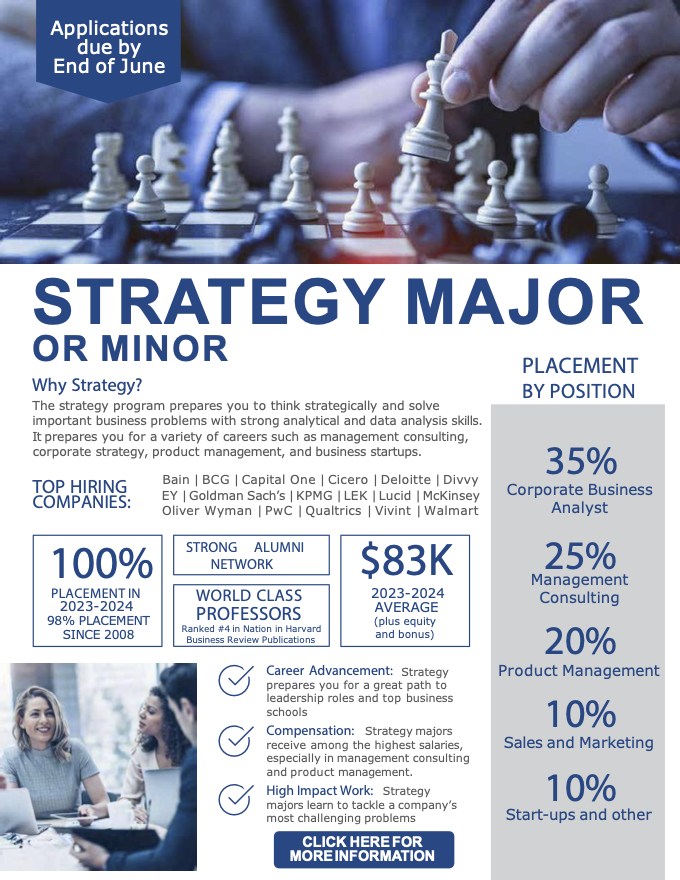 Applications
due by
End of June
STRATEGY MAJOR
OR MINOR
Why Strategy?
The strategy program prepares you to think strategically and solve
important business problems with strong analytical and data analysis skills.
It prepares you for a variety of careers such as management consulting,
corporate strategy, product management, and business startups.
TOP HIRING
COMPANIES:
Bain | BCG | Capital One | Cicero | Deloitte | Divvy
EY | Goldman Sach's | KPMG | LEK | Lucid | McKinsey
Oliver Wyman | PwC | Qualtrics | Vivint | Walmart
100%
PLACEMENT IN
2023-2024
98% PLACEMENT
SINCE 2008
STRONG ALUMNI
NETWORK
WORLD CLASS
PROFESSORS
Ranked #4 in Nation in Harvard
Business Review Publications
$83K
2023-2024
AVERAGE
(plus equity
and bonus)
Career Advancement: Strategy
prepares you for a great path to
leadership roles and top business
schools
Compensation: Strategy majors
receive among the highest salaries,
especially in management consulting
and product management.
High Impact Work: Strategy
majors learn to tackle a company's
most challenging problems
CLICK HERE FOR
MORE INFORMATION
PLACEMENT
BY POSITION
35%
Corporate Business
Analyst
25%
Management
Consulting
20%
Product Management
10%
Sales and Marketing
10%
Start-ups and other